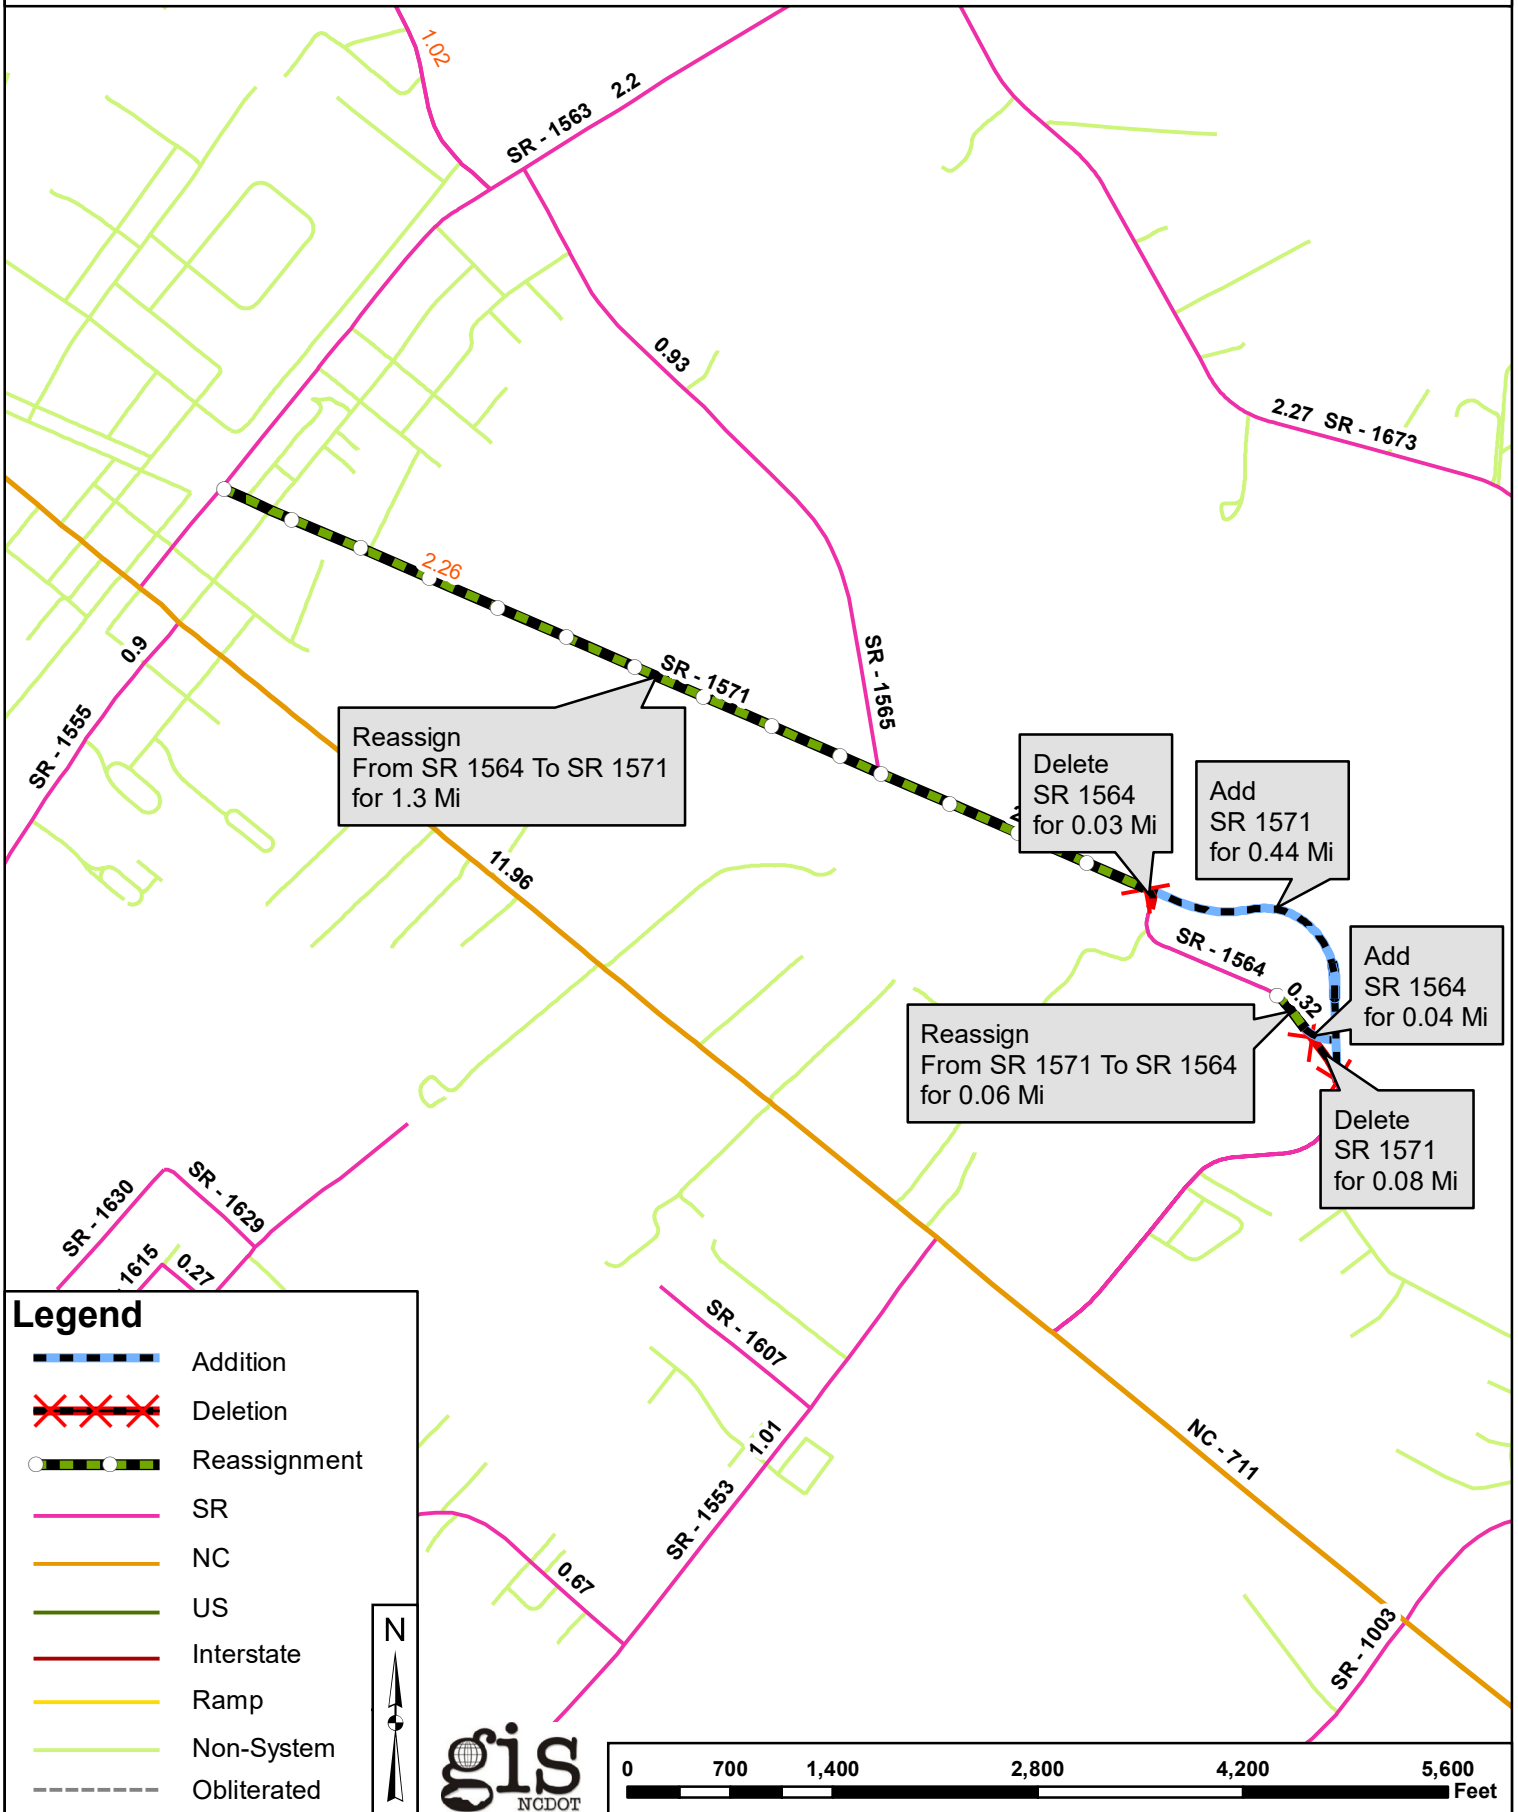 1.02
SR - 1563 2.2
0.93
2.27 SR - 1673
2.26
SR - 1571
SR - 1565
0.9
SR - 1555
Reassign
From SR 1564 To SR 1571
for 1.3 Mi
Delete
SR 1564
for 0.03 Mi
Add
SR 1571
for 0.44 Mi
11.96
SR - 1564
0.32
Add
SR 1564
for 0.04 Mi
Reassign
From SR 1571 To SR 1564
for 0.06 Mi
Delete
SR 1571
for 0.08 Mi
SR - 1630
SR - 1629
1615
0.27
SR - 1607
1.01
SR - 1553
0.67
NC - 711
SR - 1003
Legend
Addition
Deletion
Reassignment
SR
NC
US
Interstate
Ramp
Non-System
Obliterated
N
gis
NCDOT
0 700 1,400 2,800 4,200 5,600
Feet